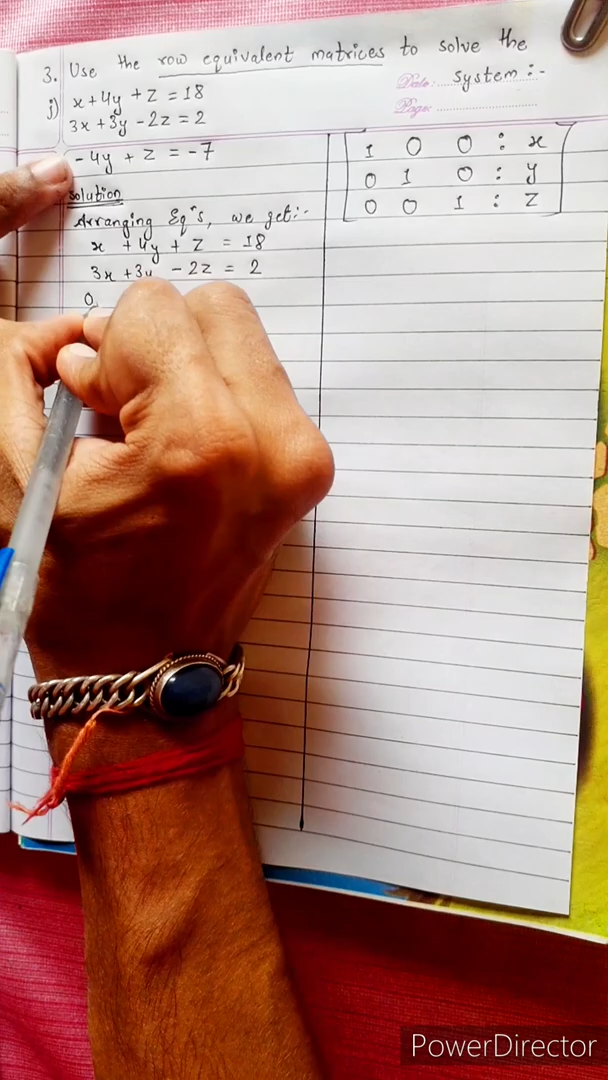 3. Use the row equivalent matrices to solve the
system :-
Date:
Page:
j) x + 4y + z = 18
3x + 3y - 2z = 2
- 4y + z = -7
solution
Arranging Eqⁿs, we get:-
x + 4y + z = 18
3x + 3y - 2z = 2
0
1 0 0 : x
0 1 0 : y
0 0 1 : z
PowerDirector